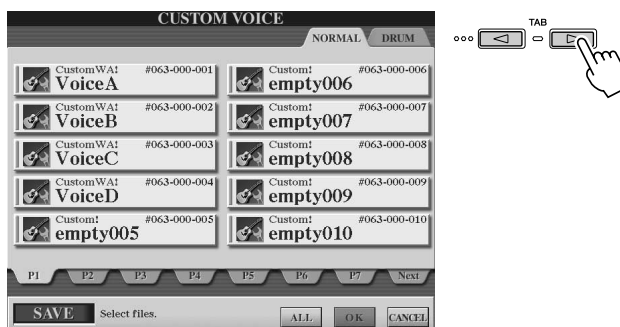 CUSTOM VOICE
NORMAL DRUM
TAB
CustomWA! #063-000-001
VoiceA
CustomWA! #063-000-002
VoiceB
CustomWA! #063-000-003
VoiceC
CustomWA! #063-000-004
VoiceD
Custom! #063-000-005
empty005
Custom! #063-000-006
empty006
Custom! #063-000-007
empty007
Custom! #063-000-008
empty008
Custom! #063-000-009
empty009
Custom! #063-000-010
empty010
P1 P2 P3 P4 P5 P6 P7 Next
SAVE Select files. ALL OK CANCEL